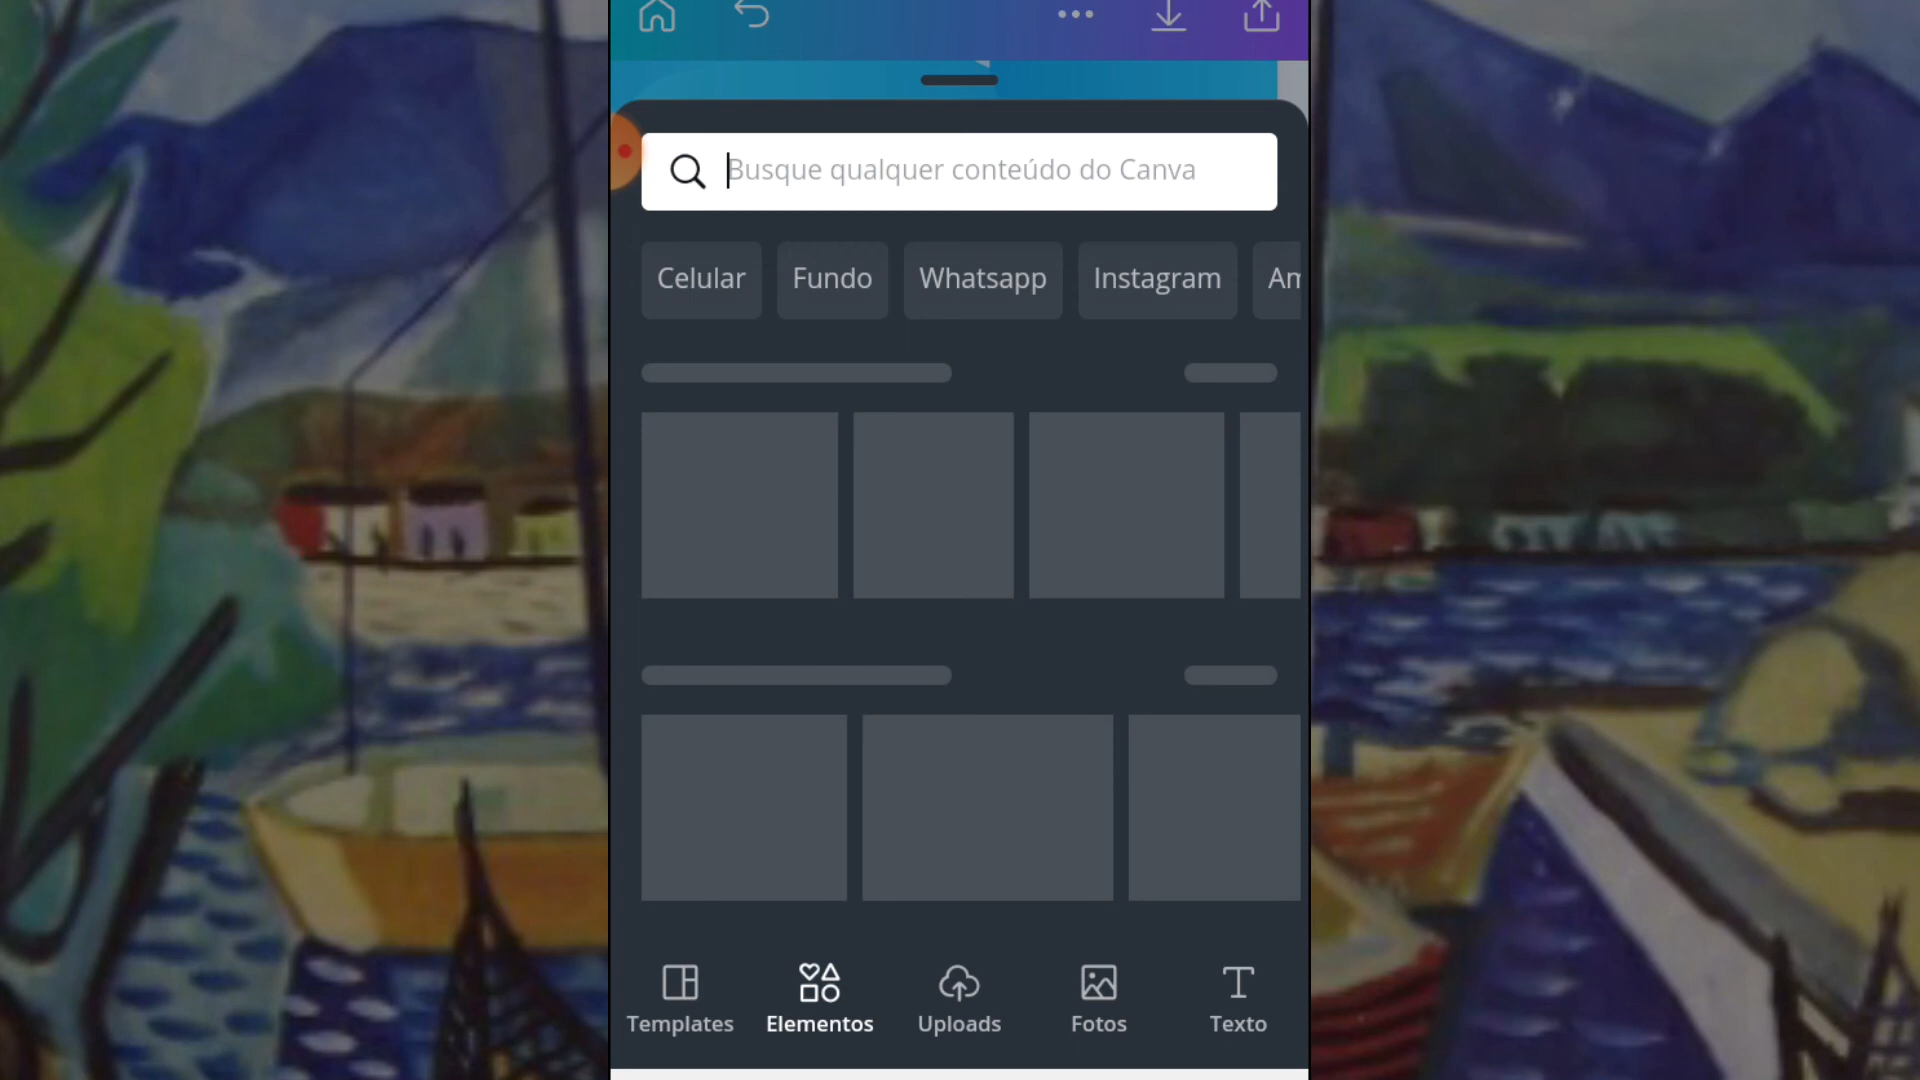 Busque qualquer conteúdo do Canva
Celular Fundo Whatsapp Instagram
Templates Elementos Uploads Fotos Texto